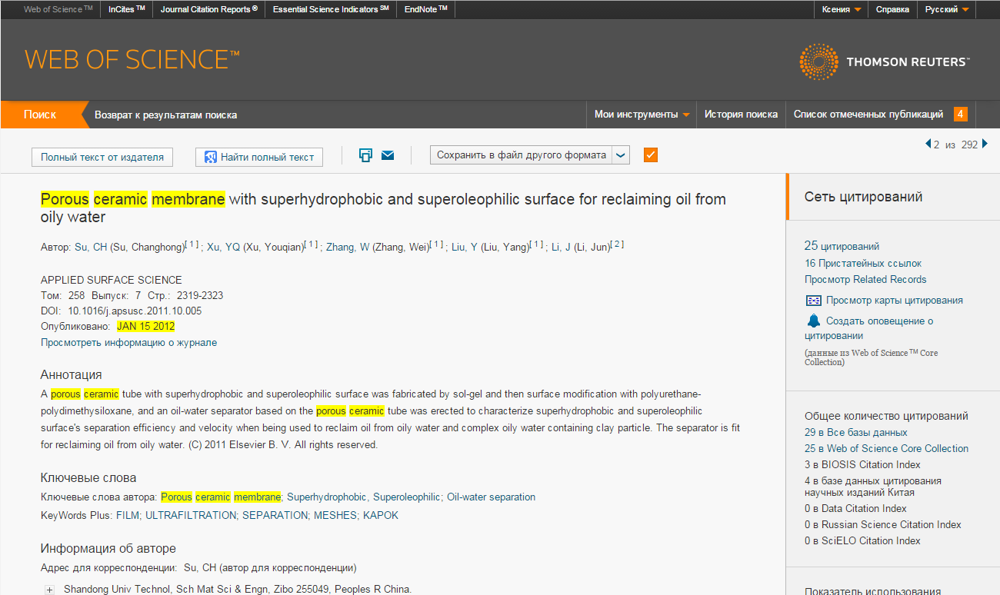 Web of Science™ InCites™ Journal Citation Reports® Essential Science Indicators℠ EndNote™ Ксения Справка Русский
WEB OF SCIENCE™ THOMSON REUTERS™
Поиск Возврат к результатам поиска Мои инструменты История поиска Список отмеченных публикаций 4
Полный текст от издателя Найти полный текст Сохранить в файл другого формата 2 из 292
Porous ceramic membrane with superhydrophobic and superoleophilic surface for reclaiming oil from
oily water
Автор: Su, CH (Su, Changhong)[ 1 ] ; Xu, YQ (Xu, Youqian)[ 1 ] ; Zhang, W (Zhang, Wei)[ 1 ] ; Liu, Y (Liu, Yang)[ 1 ] ; Li, J (Li, Jun)[ 2 ]
APPLIED SURFACE SCIENCE
Том: 258 Выпуск: 7 Стр.: 2319-2323
DOI: 10.1016/j.apsusc.2011.10.005
Опубликовано: JAN 15 2012
Просмотреть информацию о журнале
Аннотация
A porous ceramic tube with superhydrophobic and superoleophilic surface was fabricated by sol-gel and then surface modification with polyurethane-
polydimethysiloxane, and an oil-water separator based on the porous ceramic tube was erected to characterize superhydrophobic and superoleophilic
surface's separation efficiency and velocity when being used to reclaim oil from oily water and complex oily water containing clay particle. The separator is fit
for reclaiming oil from oily water. (C) 2011 Elsevier B. V. All rights reserved.
Ключевые слова
Ключевые слова автора: Porous ceramic membrane; Superhydrophobic, Superoleophilic; Oil-water separation
KeyWords Plus: FILM; ULTRAFILTRATION; SEPARATION; MESHES; KAPOK
Информация об авторе
Адрес для корреспонденции: Su, CH (автор для корреспонденции)
Shandong Univ Technol, Sch Mat Sci & Engn, Zibo 255049, Peoples R China.
Сеть цитирований
25 цитирований
16 Пристатейных ссылок
Просмотр Related Records
Просмотр карты цитирования
Создать оповещение о
цитировании
(данные из Web of Science™ Core
Collection)
Общее количество цитирований
29 в Все базы данных
25 в Web of Science Core Collection
3 в BIOSIS Citation Index
4 в базе данных цитирования
научных изданий Китая
0 в Data Citation Index
0 в Russian Science Citation Index
0 в SciELO Citation Index
Показатель использования